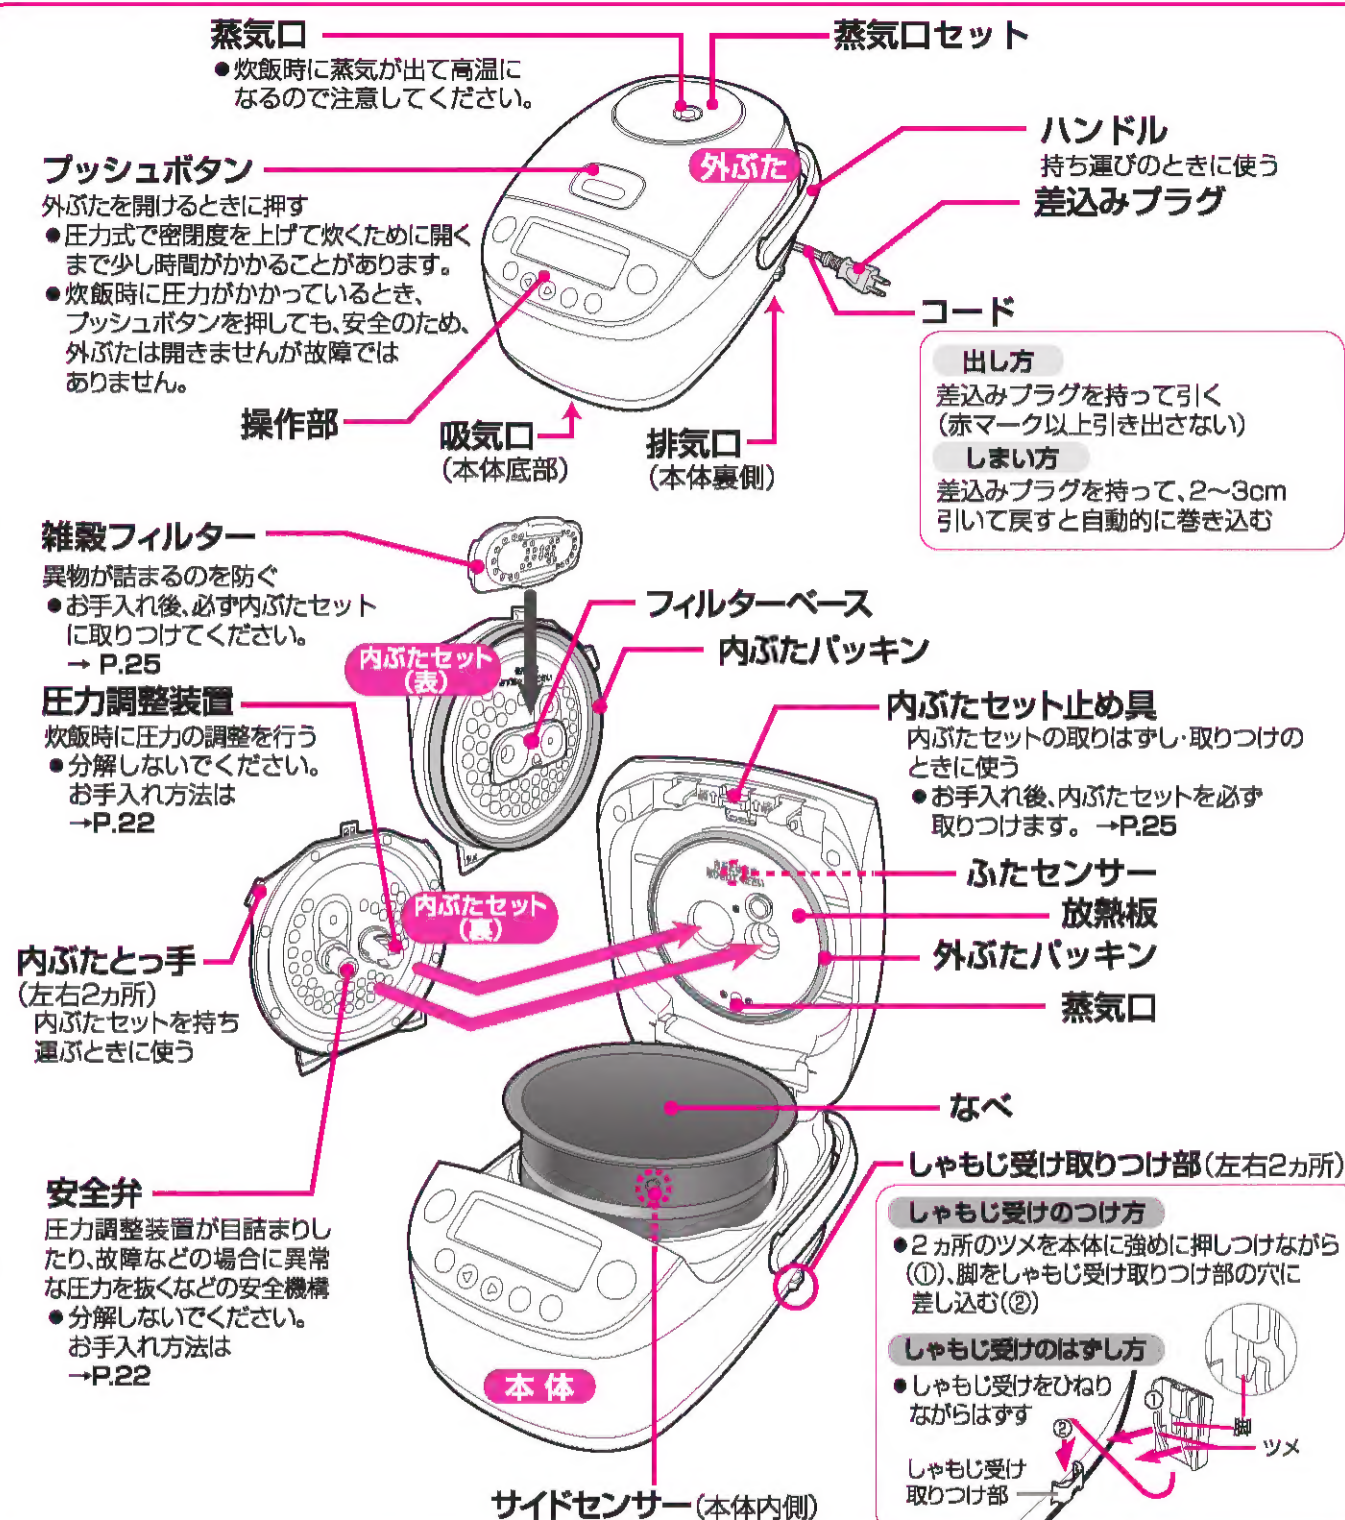 蒸気口
●炊飯時に蒸気が出て高温に
なるので注意してください。
蒸気口セット
プッシュボタン
外ぶたを開けるときに押す
●圧力式で密閉度を上げて炊くために開く
まで少し時間がかかることがあります。
●炊飯時に圧力がかかっているとき、
プッシュボタンを押しても、安全のため、
外ぶたは開きませんが故障では
ありません。
外ぶた
ハンドル
持ち運びのときに使う
差込みプラグ
コード
出し方
差込みプラグを持って引く
(赤マーク以上引き出さない)
しまい方
差込みプラグを持って、2〜3cm
引いて戻すと自動的に巻き込む
操作部
吸気口
(本体底部)
排気口
(本体裏側)
雑穀フィルター
異物が詰まるのを防ぐ
●お手入れ後、必ず内ぶたセット
に取りつけてください。
→ P.25
フィルターベース
内ぶたパッキン
内ぶたセット
(表)
圧力調整装置
炊飯時に圧力の調整を行う
●分解しないでください。
お手入れ方法は
→P.22
内ぶたセット止め具
内ぶたセットの取りはずし・取りつけの
ときに使う
●お手入れ後、内ぶたセットを必ず
取りつけます。 →P.25
ふたセンサー
放熱板
外ぶたパッキン
蒸気口
内ぶたセット
(裏)
内ぶたとっ手
(左右2ヵ所)
内ぶたセットを持ち
運ぶときに使う
なべ
安全弁
圧力調整装置が目詰まりし
たり、故障などの場合に異常
な圧力を抜くなどの安全機構
●分解しないでください。
お手入れ方法は
→P.22
しゃもじ受け取りつけ部(左右2ヵ所)
しゃもじ受けのつけ方
●2ヵ所のツメを本体に強めに押しつけながら
(①)、脚をしゃもじ受け取りつけ部の穴に
差し込む(②)
しゃもじ受けのはずし方
●しゃもじ受けをひねり
ながらはずす
①
②
脚
ツメ
しゃもじ受け
取りつけ部
本体
サイドセンサー(本体内側)